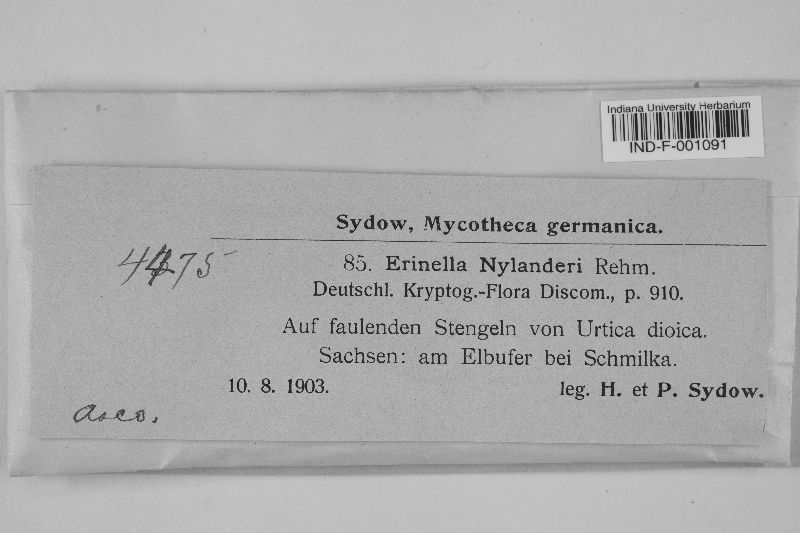 Indiana University Herbarium
IND-F-001091
Sydow, Mycotheca germanica.
4475
85. Erinella Nylanderi Rehm.
Deutschl. Kryptog.-Flora Discom., p. 910.
Auf faulenden Stengeln von Urtica dioica.
Sachsen: am Elbufer bei Schmilka.
10. 8. 1903. leg. H. et P. Sydow.
asco.